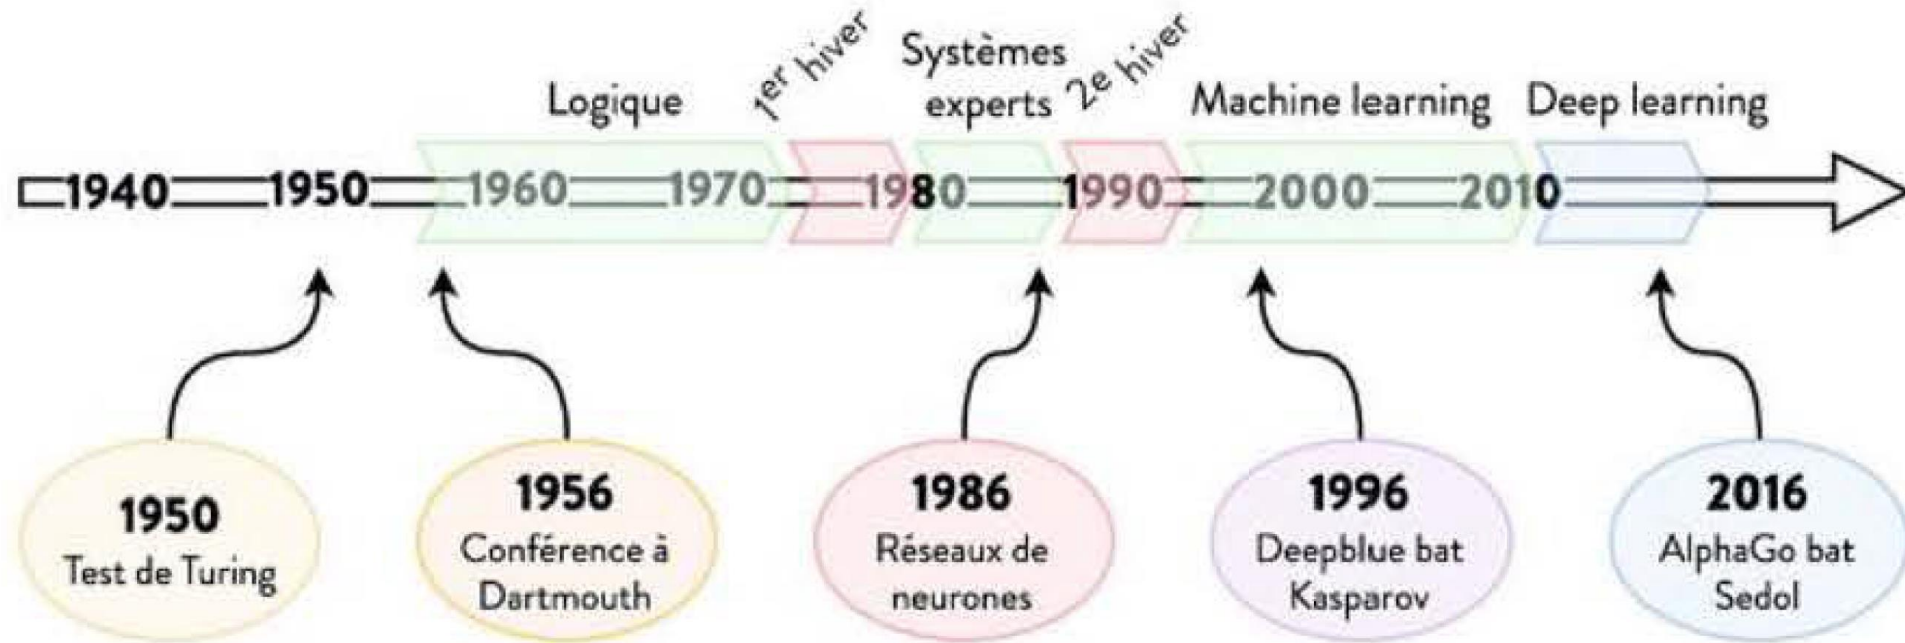 Logique
1er hiver
Systèmes
experts
2e hiver
Machine learning
Deep learning
1940 1950 1960 1970 1980 1990 2000 2010
1950
Test de Turing
1956
Conférence à
Dartmouth
1986
Réseaux de
neurones
1996
Deepblue bat
Kasparov
2016
AlphaGo bat
Sedol